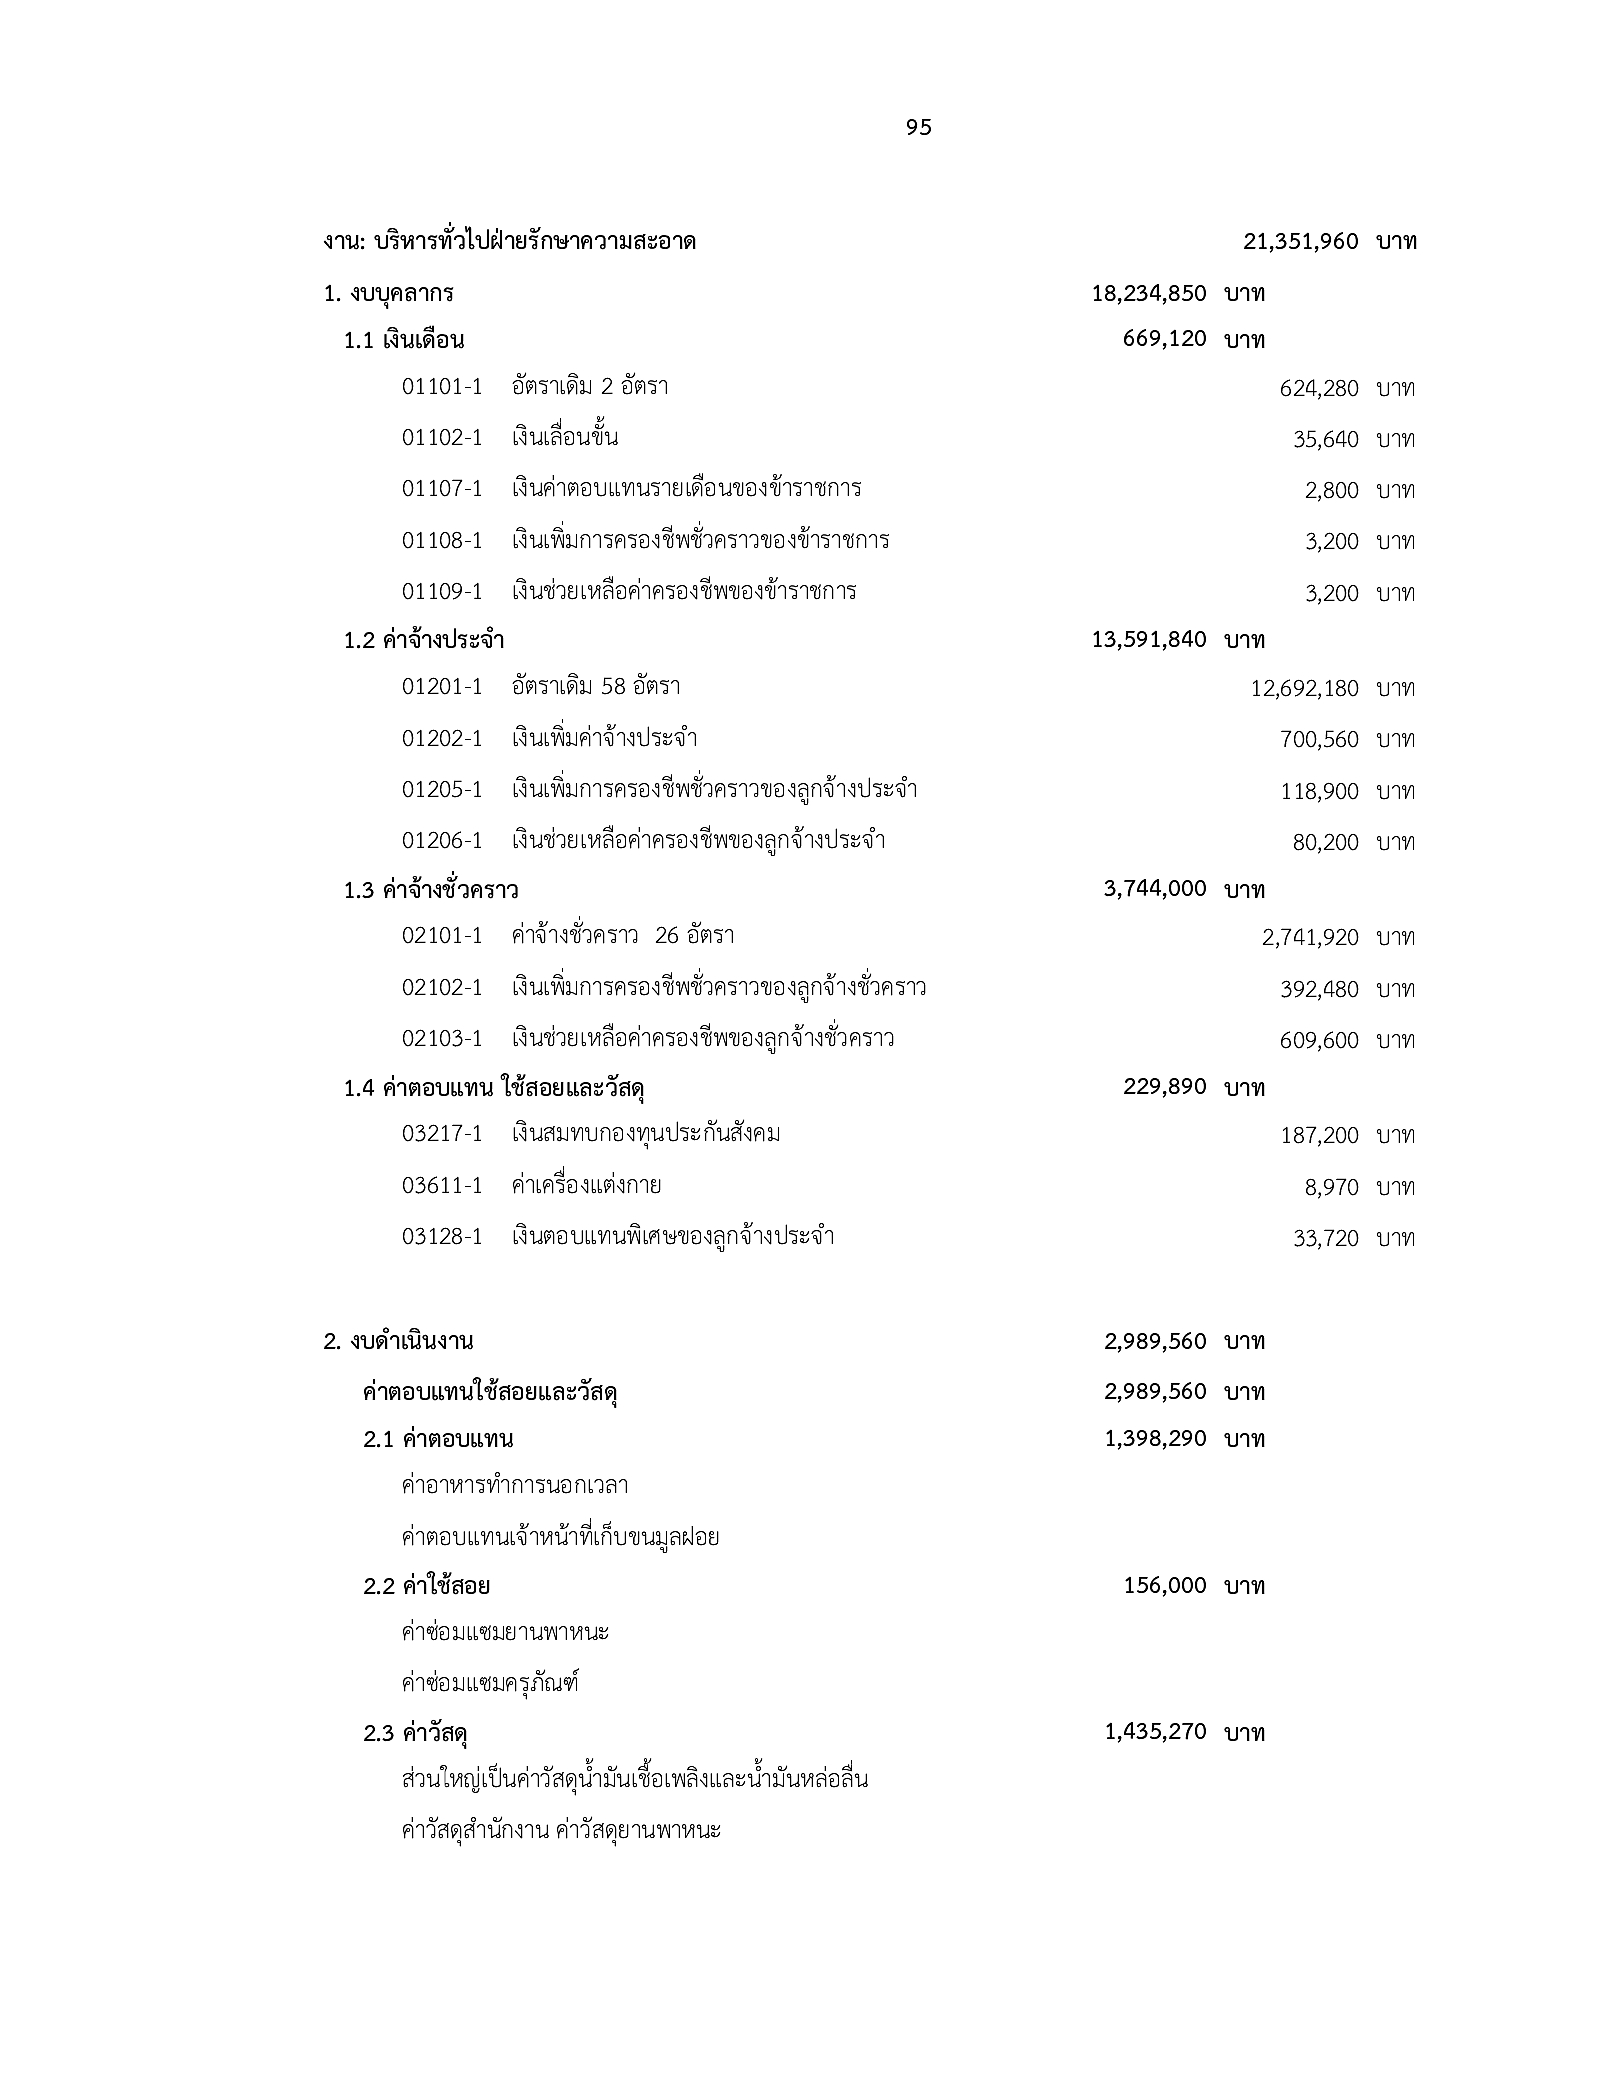 95
งาน: บริหารทั่วไปฝ่ายรักษาความสะอาด 21,351,960 บาท
1. งบบุคลากร 18,234,850 บาท
1.1 เงินเดือน 669,120 บาท
01101-1 อัตราเดิม 2 อัตรา 624,280 บาท
01102-1 เงินเลื่อนขั้น 35,640 บาท
01107-1 เงินค่าตอบแทนรายเดือนของข้าราชการ 2,800 บาท
01108-1 เงินเพิ่มการครองชีพชั่วคราวของข้าราชการ 3,200 บาท
01109-1 เงินช่วยเหลือค่าครองชีพของข้าราชการ 3,200 บาท
1.2 ค่าจ้างประจำ 13,591,840 บาท
01201-1 อัตราเดิม 58 อัตรา 12,692,180 บาท
01202-1 เงินเพิ่มค่าจ้างประจำ 700,560 บาท
01205-1 เงินเพิ่มการครองชีพชั่วคราวของลูกจ้างประจำ 118,900 บาท
01206-1 เงินช่วยเหลือค่าครองชีพของลูกจ้างประจำ 80,200 บาท
1.3 ค่าจ้างชั่วคราว 3,744,000 บาท
02101-1 ค่าจ้างชั่วคราว 26 อัตรา 2,741,920 บาท
02102-1 เงินเพิ่มการครองชีพชั่วคราวของลูกจ้างชั่วคราว 392,480 บาท
02103-1 เงินช่วยเหลือค่าครองชีพของลูกจ้างชั่วคราว 609,600 บาท
1.4 ค่าตอบแทน ใช้สอยและวัสดุ 229,890 บาท
03217-1 เงินสมทบกองทุนประกันสังคม 187,200 บาท
03611-1 ค่าเครื่องแต่งกาย 8,970 บาท
03128-1 เงินตอบแทนพิเศษของลูกจ้างประจำ 33,720 บาท
2. งบดำเนินงาน 2,989,560 บาท
ค่าตอบแทนใช้สอยและวัสดุ 2,989,560 บาท
2.1 ค่าตอบแทน 1,398,290 บาท
ค่าอาหารทำการนอกเวลา
ค่าตอบแทนเจ้าหน้าที่เก็บขนมูลฝอย
2.2 ค่าใช้สอย 156,000 บาท
ค่าซ่อมแซมยานพาหนะ
ค่าซ่อมแซมครุภัณฑ์
2.3 ค่าวัสดุ 1,435,270 บาท
ส่วนใหญ่เป็นค่าวัสดุน้ำมันเชื้อเพลิงและน้ำมันหล่อลื่น
ค่าวัสดุสำนักงาน ค่าวัสดุยานพาหนะ